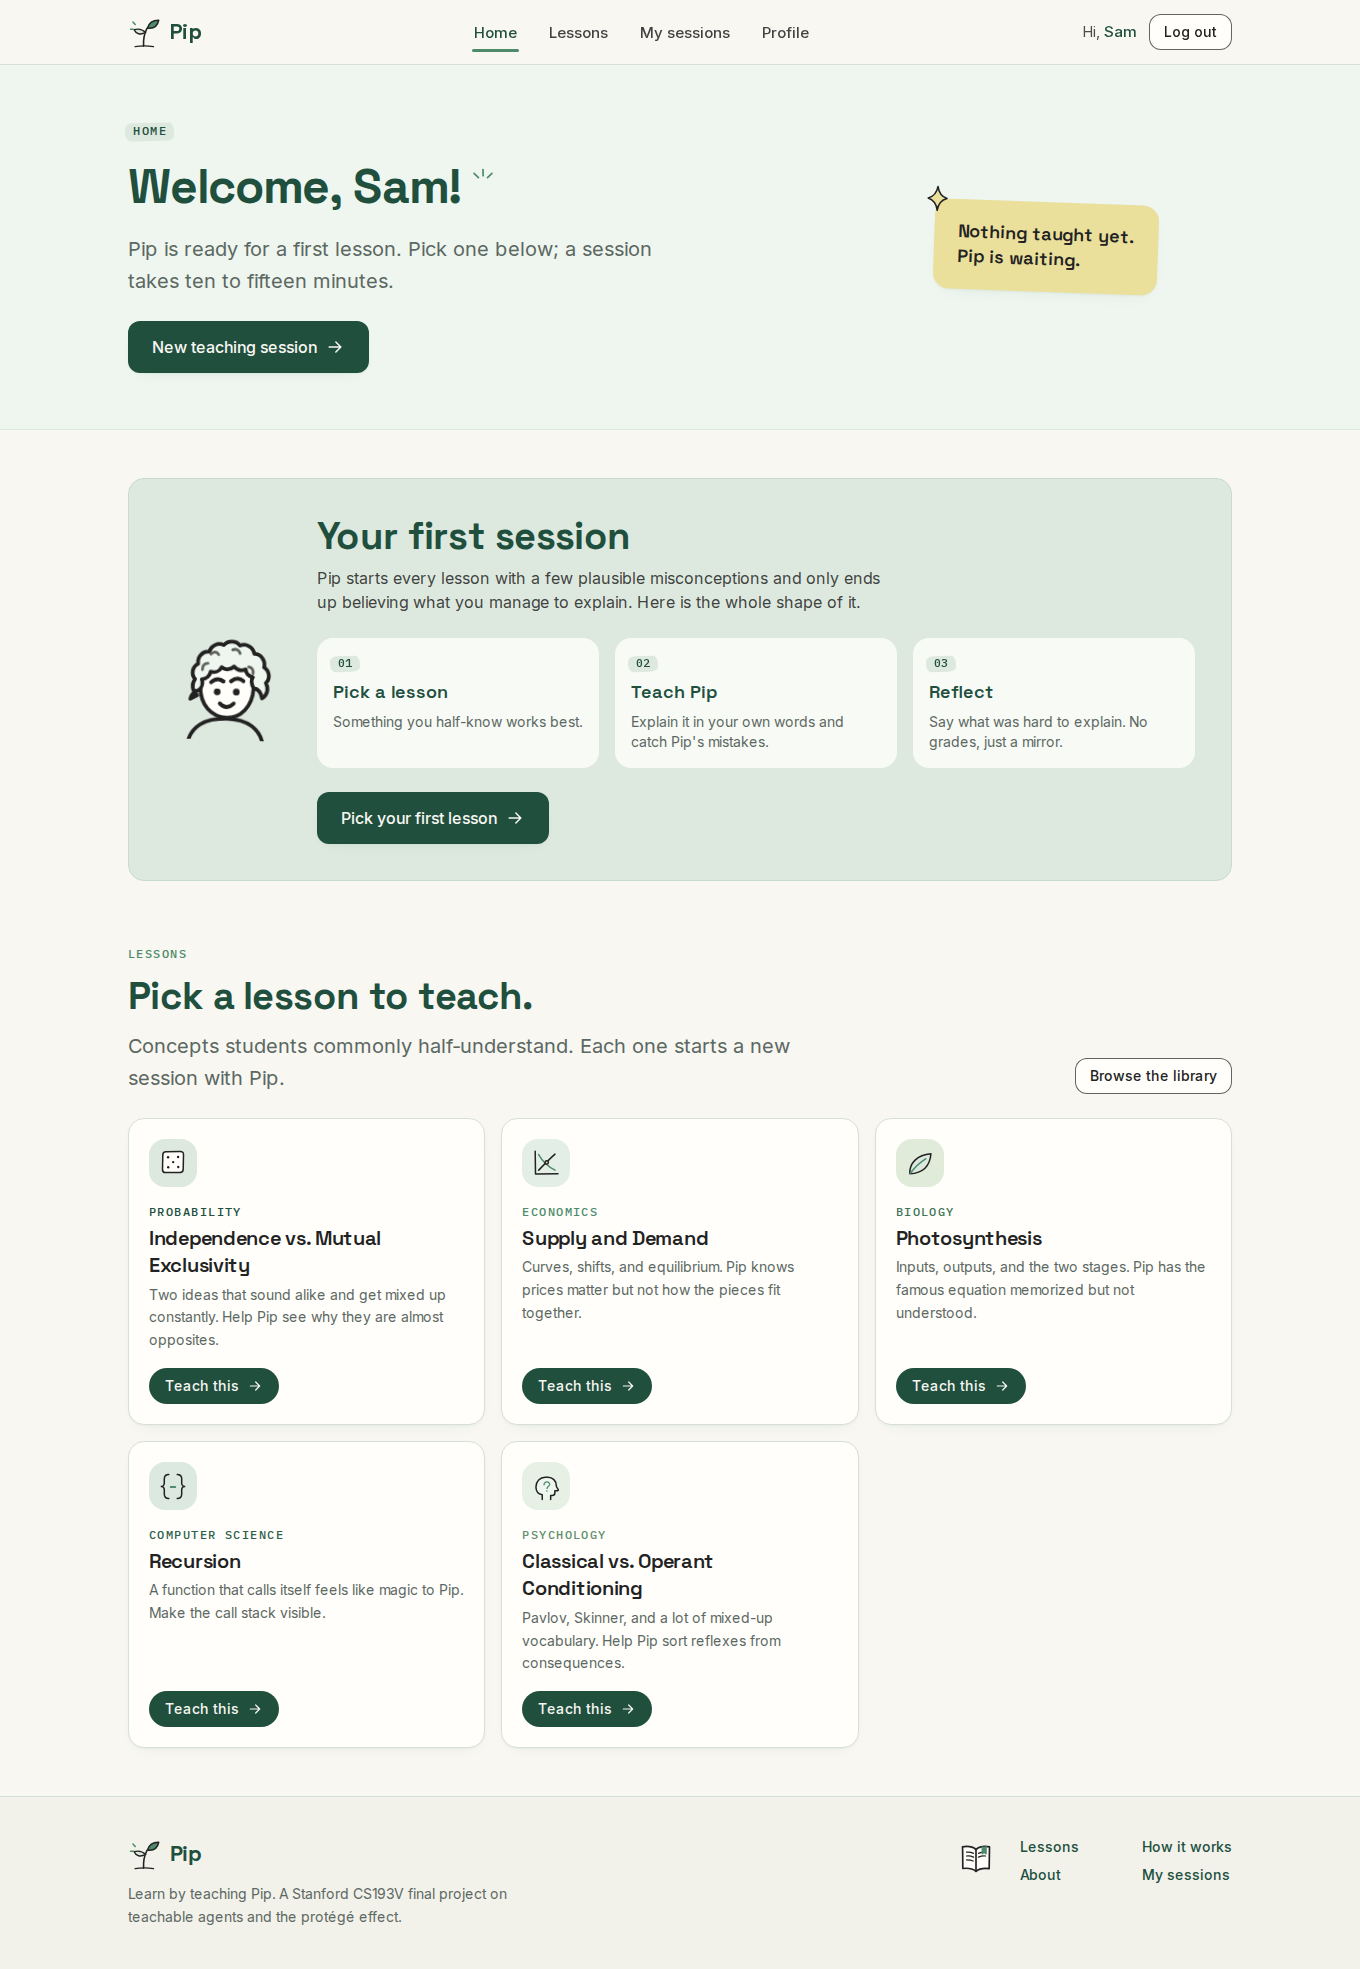 Pip
Home
Lessons
My sessions
Profile
Hi, Sam
Log out
HOME
Welcome, Sam!
Pip is ready for a first lesson. Pick one below; a session
takes ten to fifteen minutes.
New teaching session →
Nothing taught yet.
Pip is waiting.
Your first session
Pip starts every lesson with a few plausible misconceptions and only ends
up believing what you manage to explain. Here is the whole shape of it.
01
Pick a lesson
Something you half-know works best.
02
Teach Pip
Explain it in your own words and
catch Pip's mistakes.
03
Reflect
Say what was hard to explain. No
grades, just a mirror.
Pick your first lesson →
LESSONS
Pick a lesson to teach.
Concepts students commonly half-understand. Each one starts a new
session with Pip.
Browse the library
PROBABILITY
Independence vs. Mutual
Exclusivity
Two ideas that sound alike and get mixed up
constantly. Help Pip see why they are almost
opposites.
Teach this →
ECONOMICS
Supply and Demand
Curves, shifts, and equilibrium. Pip knows
prices matter but not how the pieces fit
together.
Teach this →
BIOLOGY
Photosynthesis
Inputs, outputs, and the two stages. Pip has the
famous equation memorized but not
understood.
Teach this →
COMPUTER SCIENCE
Recursion
A function that calls itself feels like magic to Pip.
Make the call stack visible.
Teach this →
PSYCHOLOGY
Classical vs. Operant
Conditioning
Pavlov, Skinner, and a lot of mixed-up
vocabulary. Help Pip sort reflexes from
consequences.
Teach this →
Pip
Learn by teaching Pip. A Stanford CS193V final project on
teachable agents and the protégé effect.
Lessons
How it works
About
My sessions